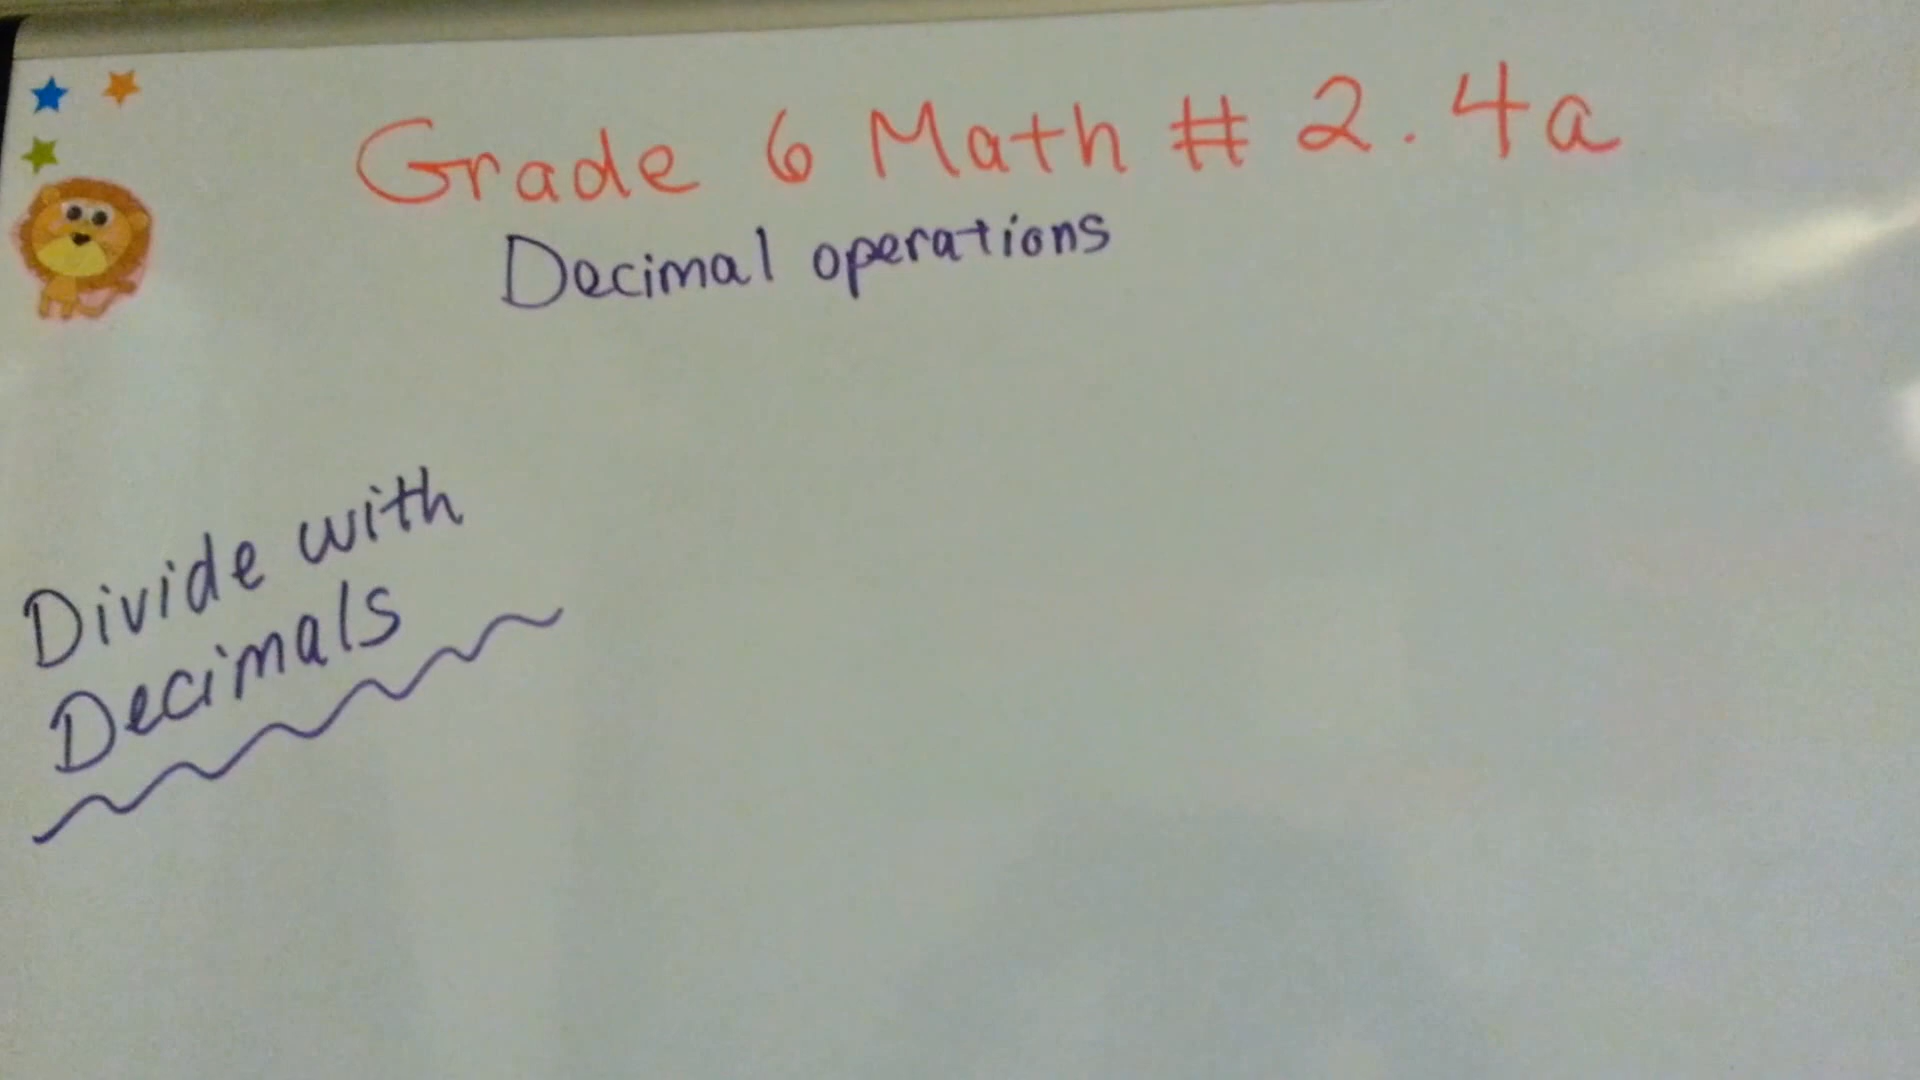 Grade 6 Math # 2.4a
Decimal operations
Divide with
Decimals